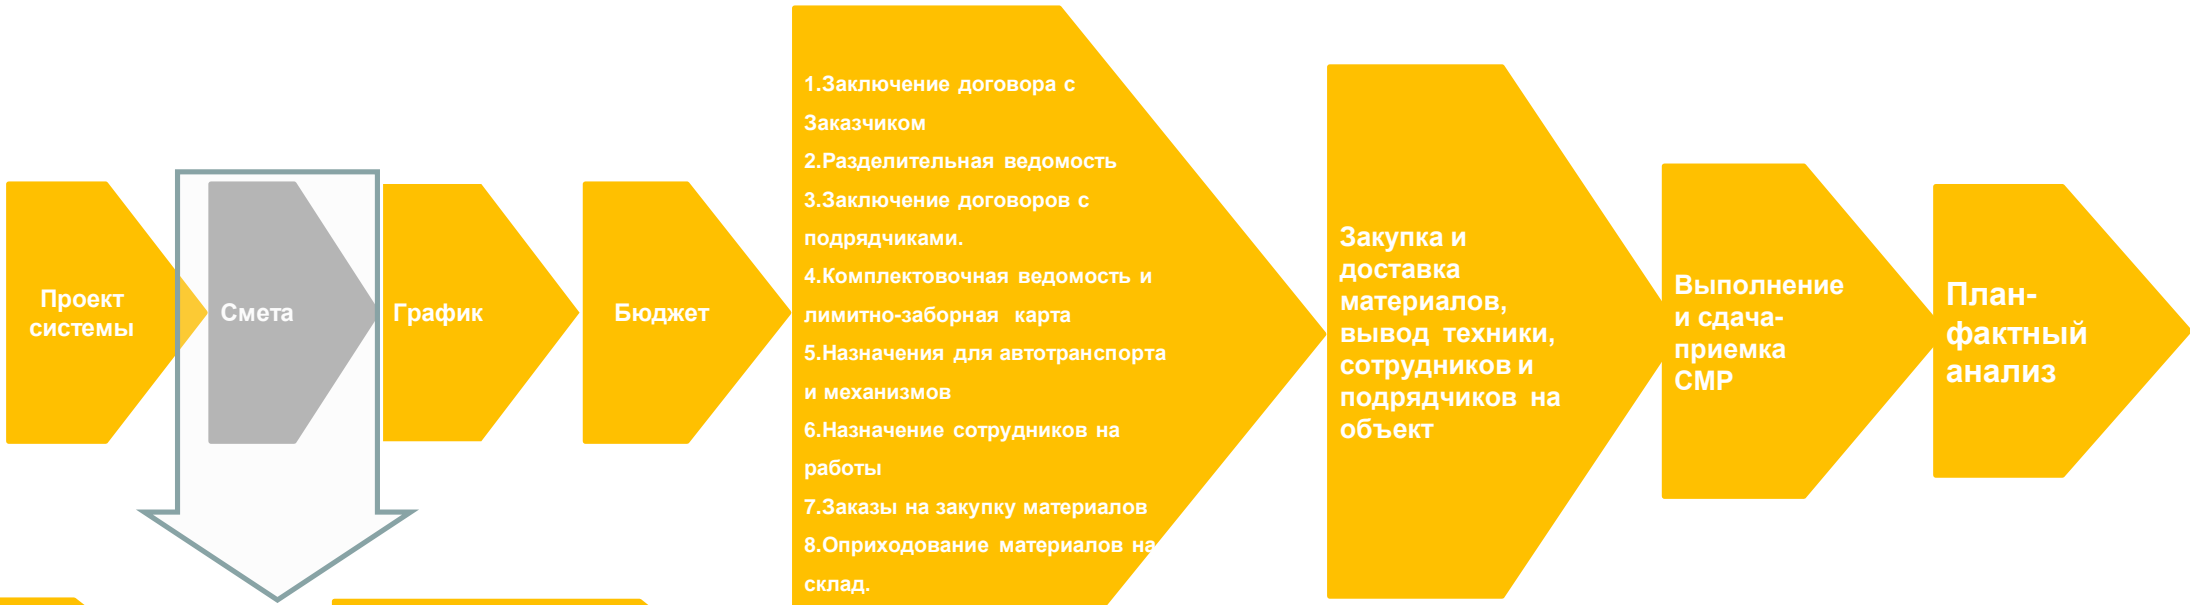 Проект
системы
Смета
График
Бюджет
1.Заключение договора с
Заказчиком
2.Разделительная ведомость
3.Заключение договоров с
подрядчиками.
4.Комплектовочная ведомость и
лимитно-заборная карта
5.Назначения для автотранспорта
и механизмов
6.Назначение сотрудников на
работы
7.Заказы на закупку материалов
8.Оприходование материалов на
склад.
Закупка и
доставка
материалов,
вывод техники,
сотрудников и
подрядчиков на
объект
Выполнение
и сдача-
приемка
СМР
План-
фактный
анализ